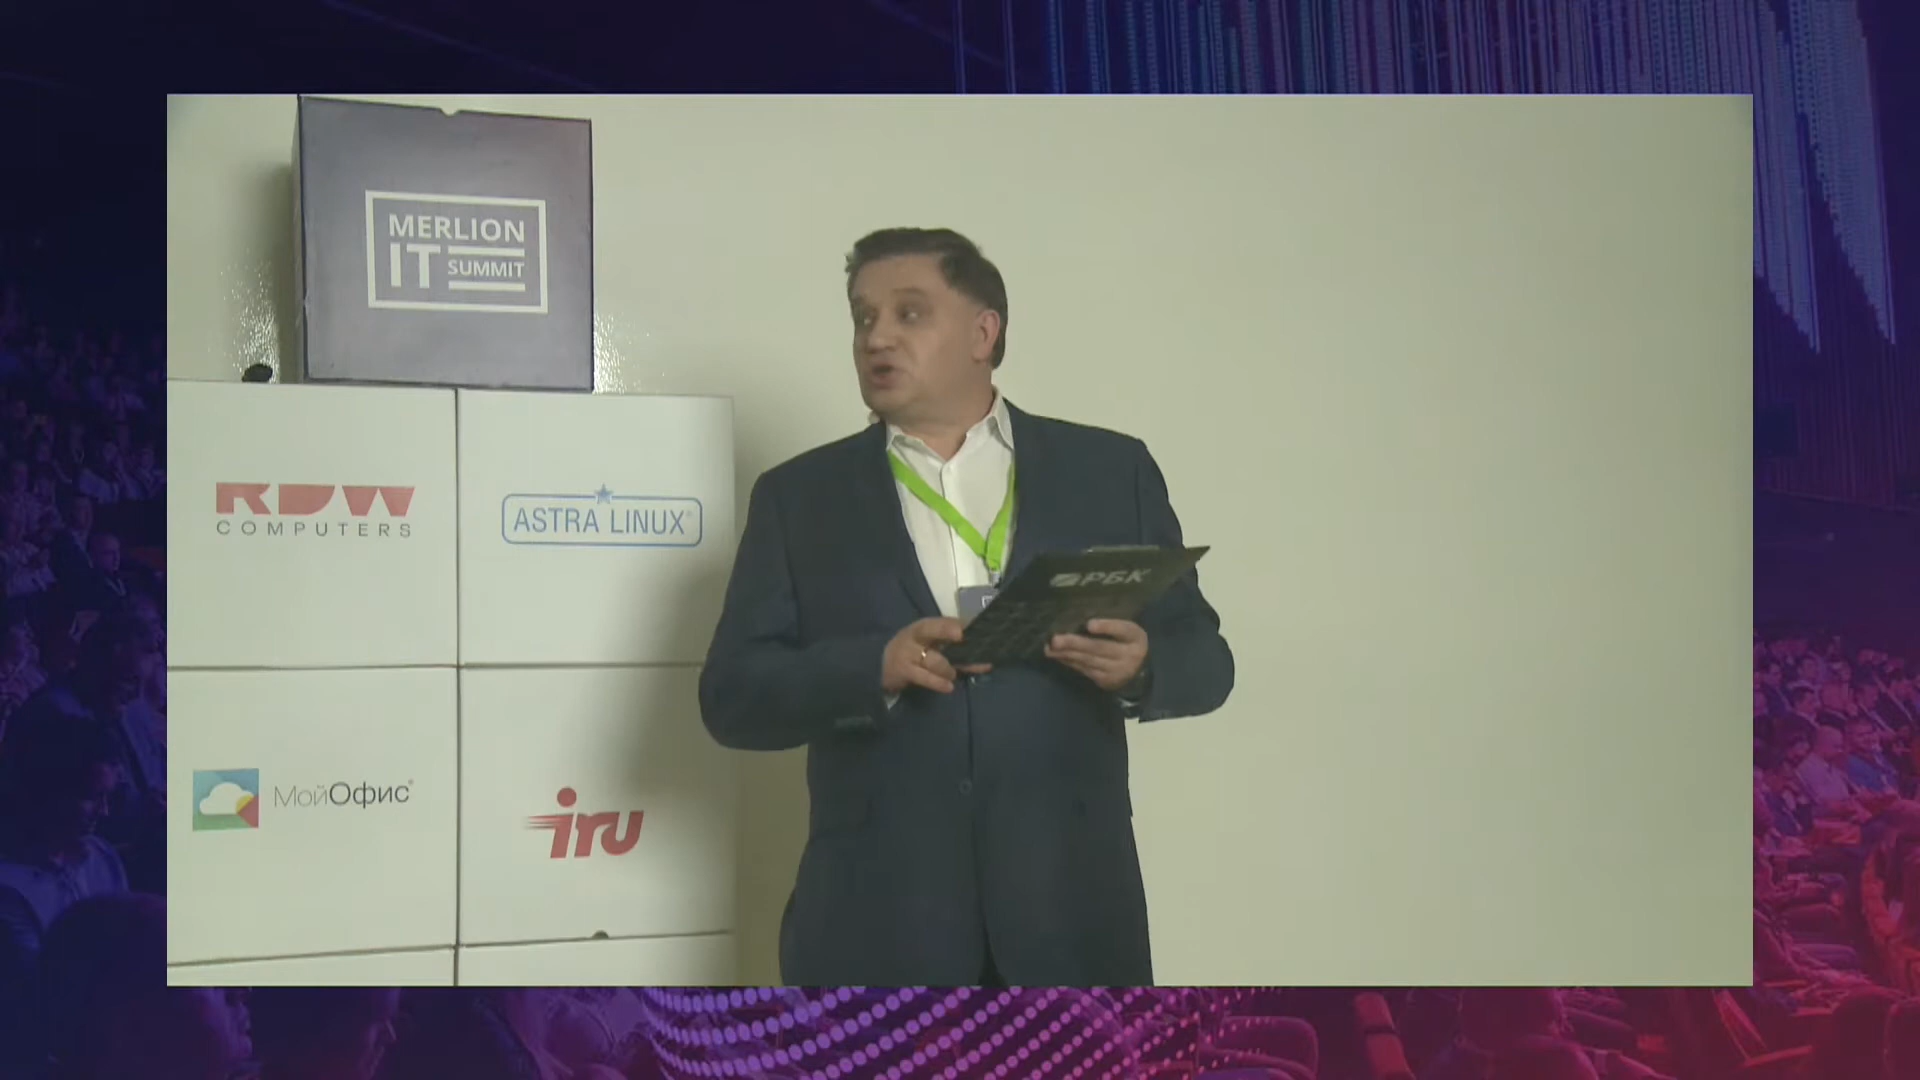 MERLION
IT SUMMIT
RDW
COMPUTERS
ASTRA LINUX®
РБК
МойОфис®
iru